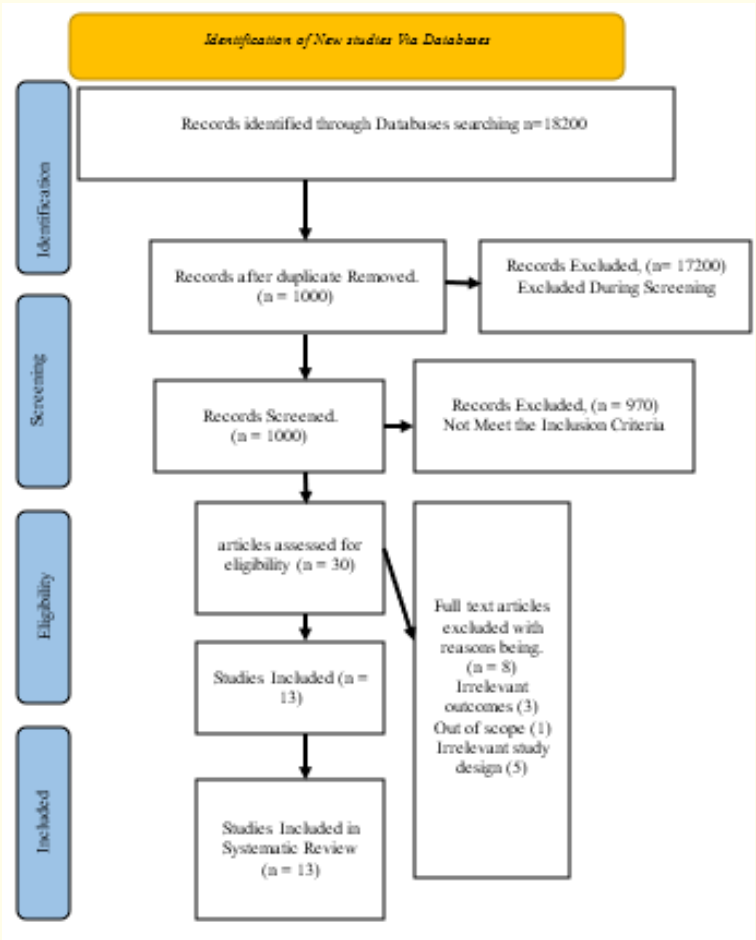 Identification of New studies Via Databases
Identification
Records identified through Databases searching n=18200
Records after duplicate Removed.
(n = 1000)
Records Excluded, (n= 17200)
Excluded During Screening
Screening
Records Screened.
(n = 1000)
Records Excluded, (n = 970)
Not Meet the Inclusion Criteria
Eligibility
articles assessed for
eligibility (n = 30)
Full text articles
excluded with
reasons being.
(n = 8)
Irrelevant
outcomes (3)
Out of scope (1)
Irrelevant study
design (5)
Studies Included (n =
13)
Included
Studies Included in
Systematic Review
(n = 13)